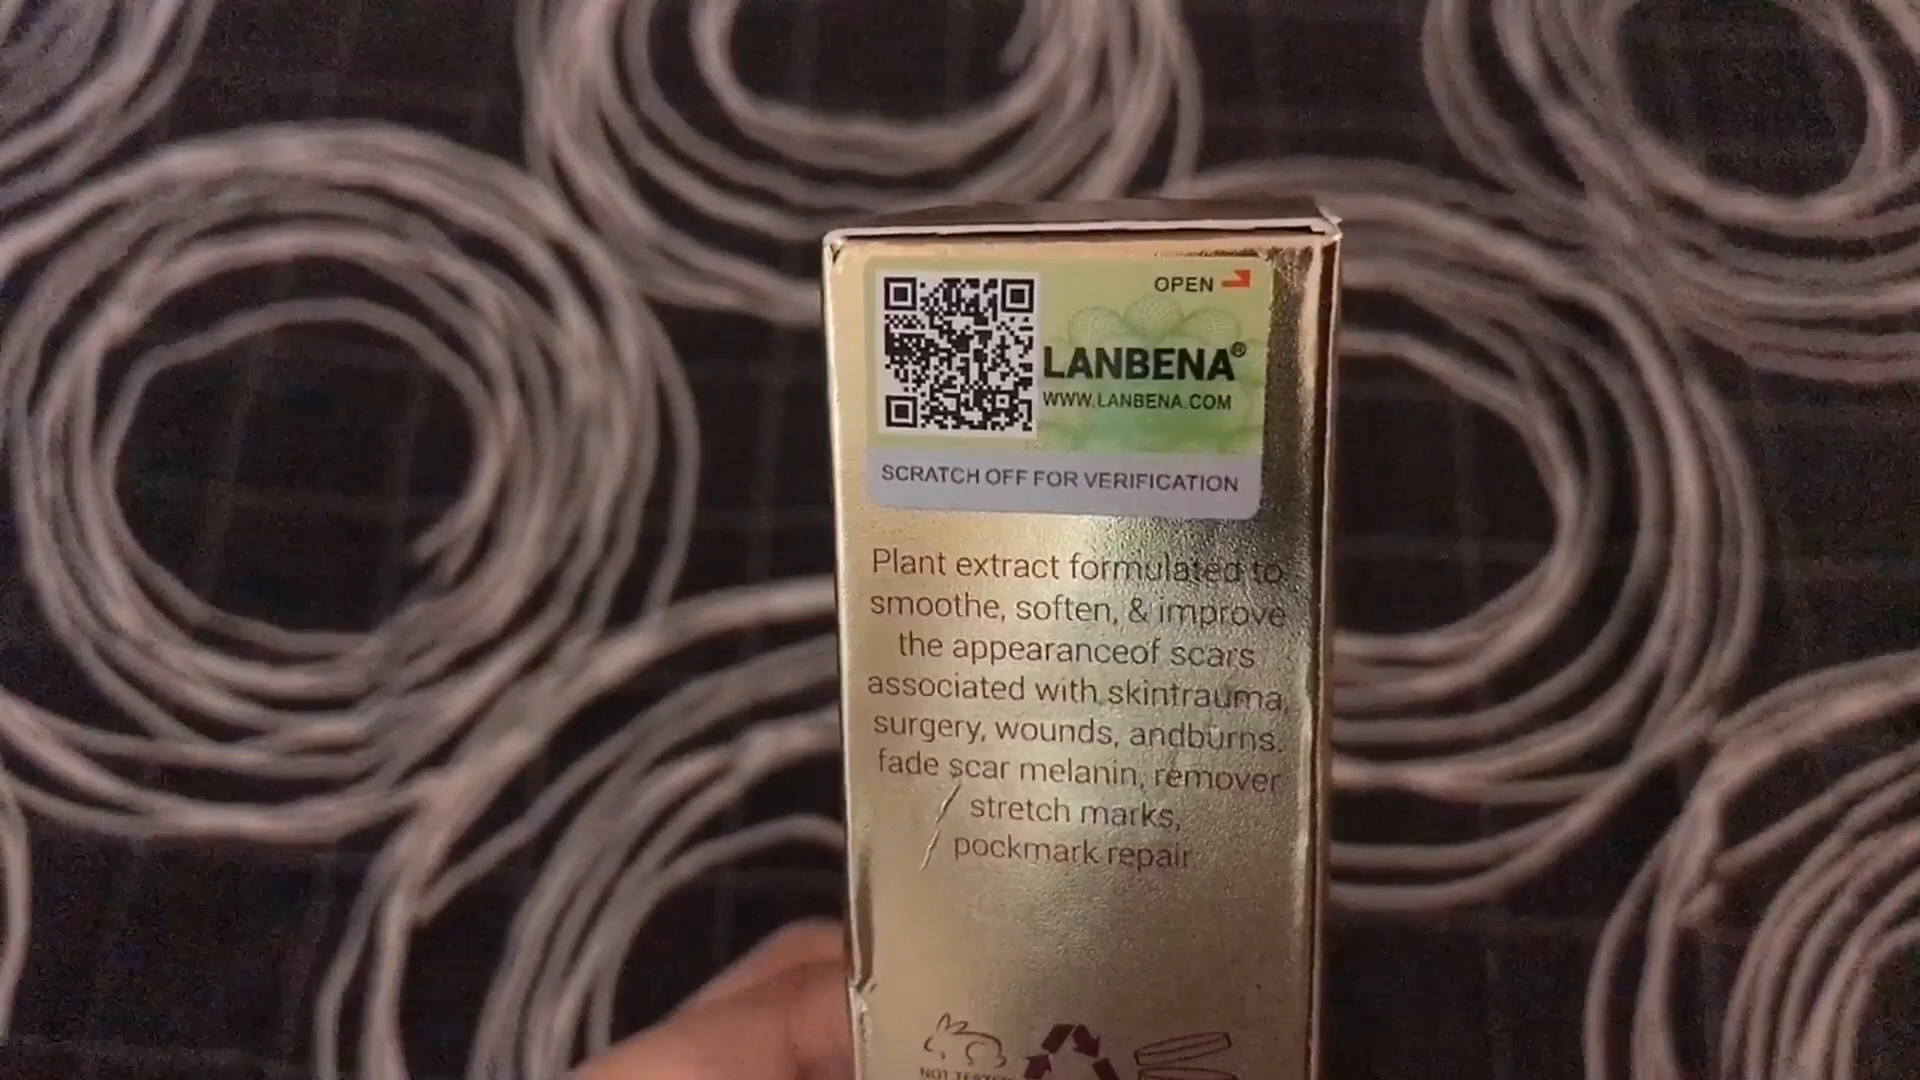 OPEN
LANBENA®
WWW.LANBENA.COM
SCRATCH OFF FOR VERIFICATION
Plant extract formulated to
smoothe, soften, & improve
the appearanceof scars
associated with skintrauma,
surgery, wounds, andburns.
fade scar melanin, remover
stretch marks,
pockmark repair
NOT